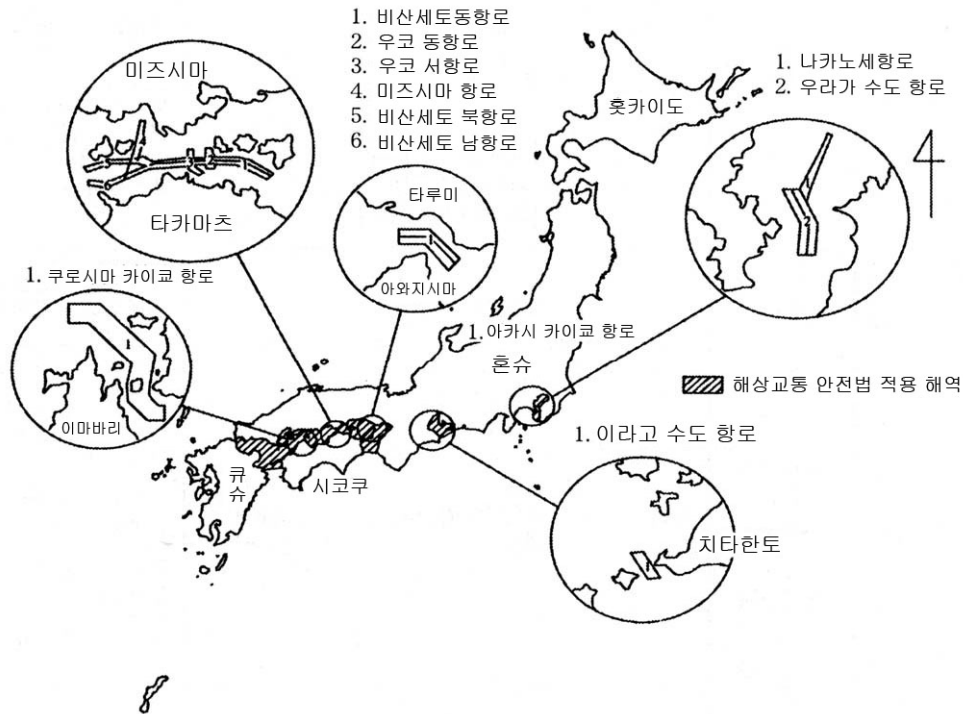 1. 비산세토동항로
2. 우코 동항로
3. 우코 서항로
4. 미즈시마 항로
5. 비산세토 북항로
6. 비산세토 남항로
미즈시마
타카마츠
홋카이도
1. 나카노세항로
2. 우라가 수도 항로
타루미
아와지시마
1. 쿠로시마 카이쿄 항로
이마바리
1.아카시 카이쿄 항로
혼슈
해상교통 안전법 적용 해역
1. 이라고 수도 항로
큐
슈
시코쿠
치타한토
1
1
2